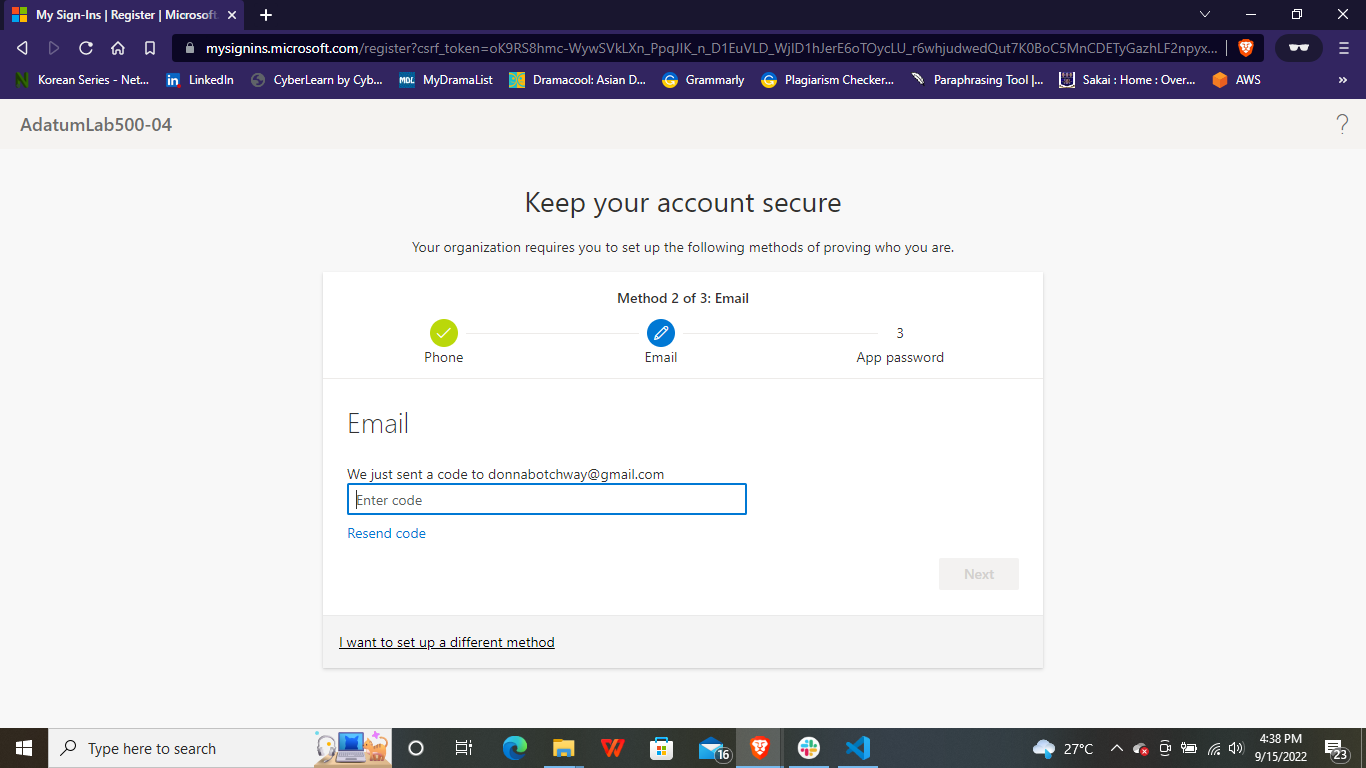 My Sign-Ins | Register | Microsoft
mysignins.microsoft.com/register?csrf_token=oK9RS8hmc-WywSVkLXn_PpqJIK_n_D1EuVLD_WjlD1hJerE6oTOycLU_r6whjudwedQut7K0BoC5MnCDETyGazhLF2npyx...
Korean Series - Net...
LinkedIn
CyberLearn by Cyb...
MDL MyDramaList
Dramacool: Asian D...
Grammarly
Plagiarism Checker...
Paraphrasing Tool |...
Sakai : Home : Over...
AWS
»
AdatumLab500-04
?
Keep your account secure
Your organization requires you to set up the following methods of proving who you are.
Method 2 of 3: Email
3
Phone
Email
App password
Email
We just sent a code to donnabotchway@gmail.com
Enter code
Resend code
Next
I want to set up a different method
Type here to search
16
27°C
4:38 PM
9/15/2022
23